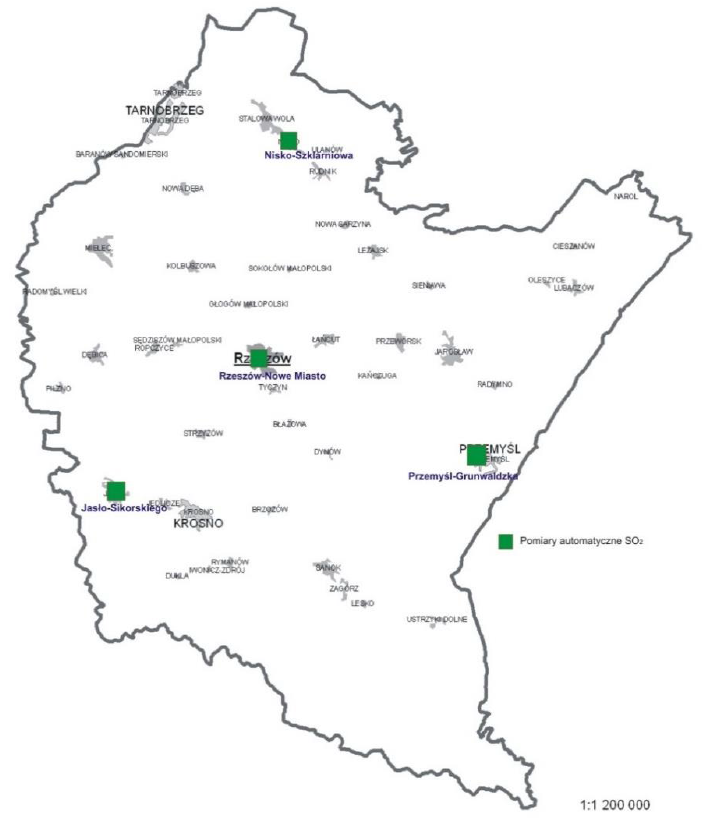 TARNOBRZEG
TARNOBRZEG
TARNOBRZEG
STALOWA WOLA
BARANÓW SANDOMIERSKI
ULANÓW
Nisko-Szklarniowa
RUDNIK
NOWA DĘBA
NAROL
NOWA SARZYNA
MIELEC
LEŻAJSK
CIESZANÓW
KOLBUSZOWA
SOKOŁÓW MAŁOPOLSKI
OLESZYCE
SIENIAWA
LUBACZÓW
RADOMYŚL WIELKI
GŁOGÓW MAŁOPOLSKI
SĘDZISZÓW MAŁOPOLSKI
ŁAŃCUT
PRZEWORSK
ROPCZYCE
DĘBICA
Rzeszów
JAROSŁAW
Rzeszów-Nowe Miasto
KAŃCZUGA
PILZNO
TYCZYN
RADYMNO
BŁAŻOWA
STRZYŻÓW
DYNÓW
PRZEMYŚL
Przemyśl-Grunwaldzka
JEDLICZE
Jasło-Sikorskiego
KROSNO
BRZOZÓW
KROSNO
Pomiary automatyczne SO₂
RYMANÓW
IWONICZ-ZDRÓJ
DUKLA
SANOK
ZAGÓRZ
LESKO
USTRZYKI DOLNE
1:1 200 000